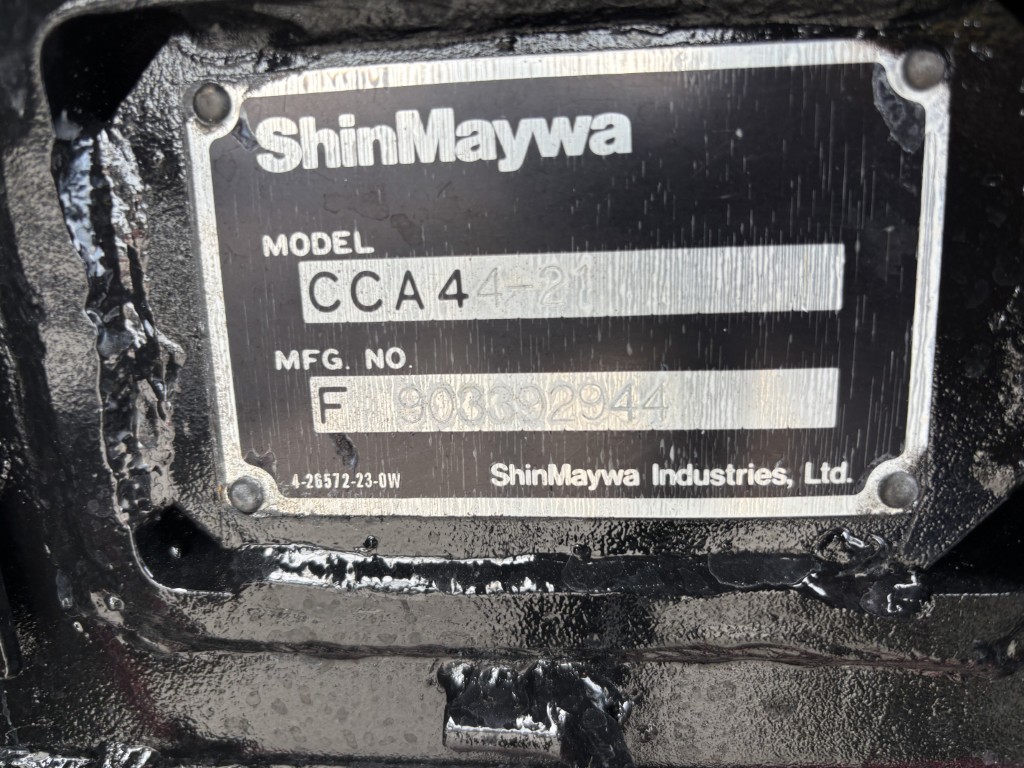 ShinMaywa
MODEL
CCA44-21
MFG. NO.
F 903392944
4-26572-23-0W
ShinMaywa Industries, Ltd.